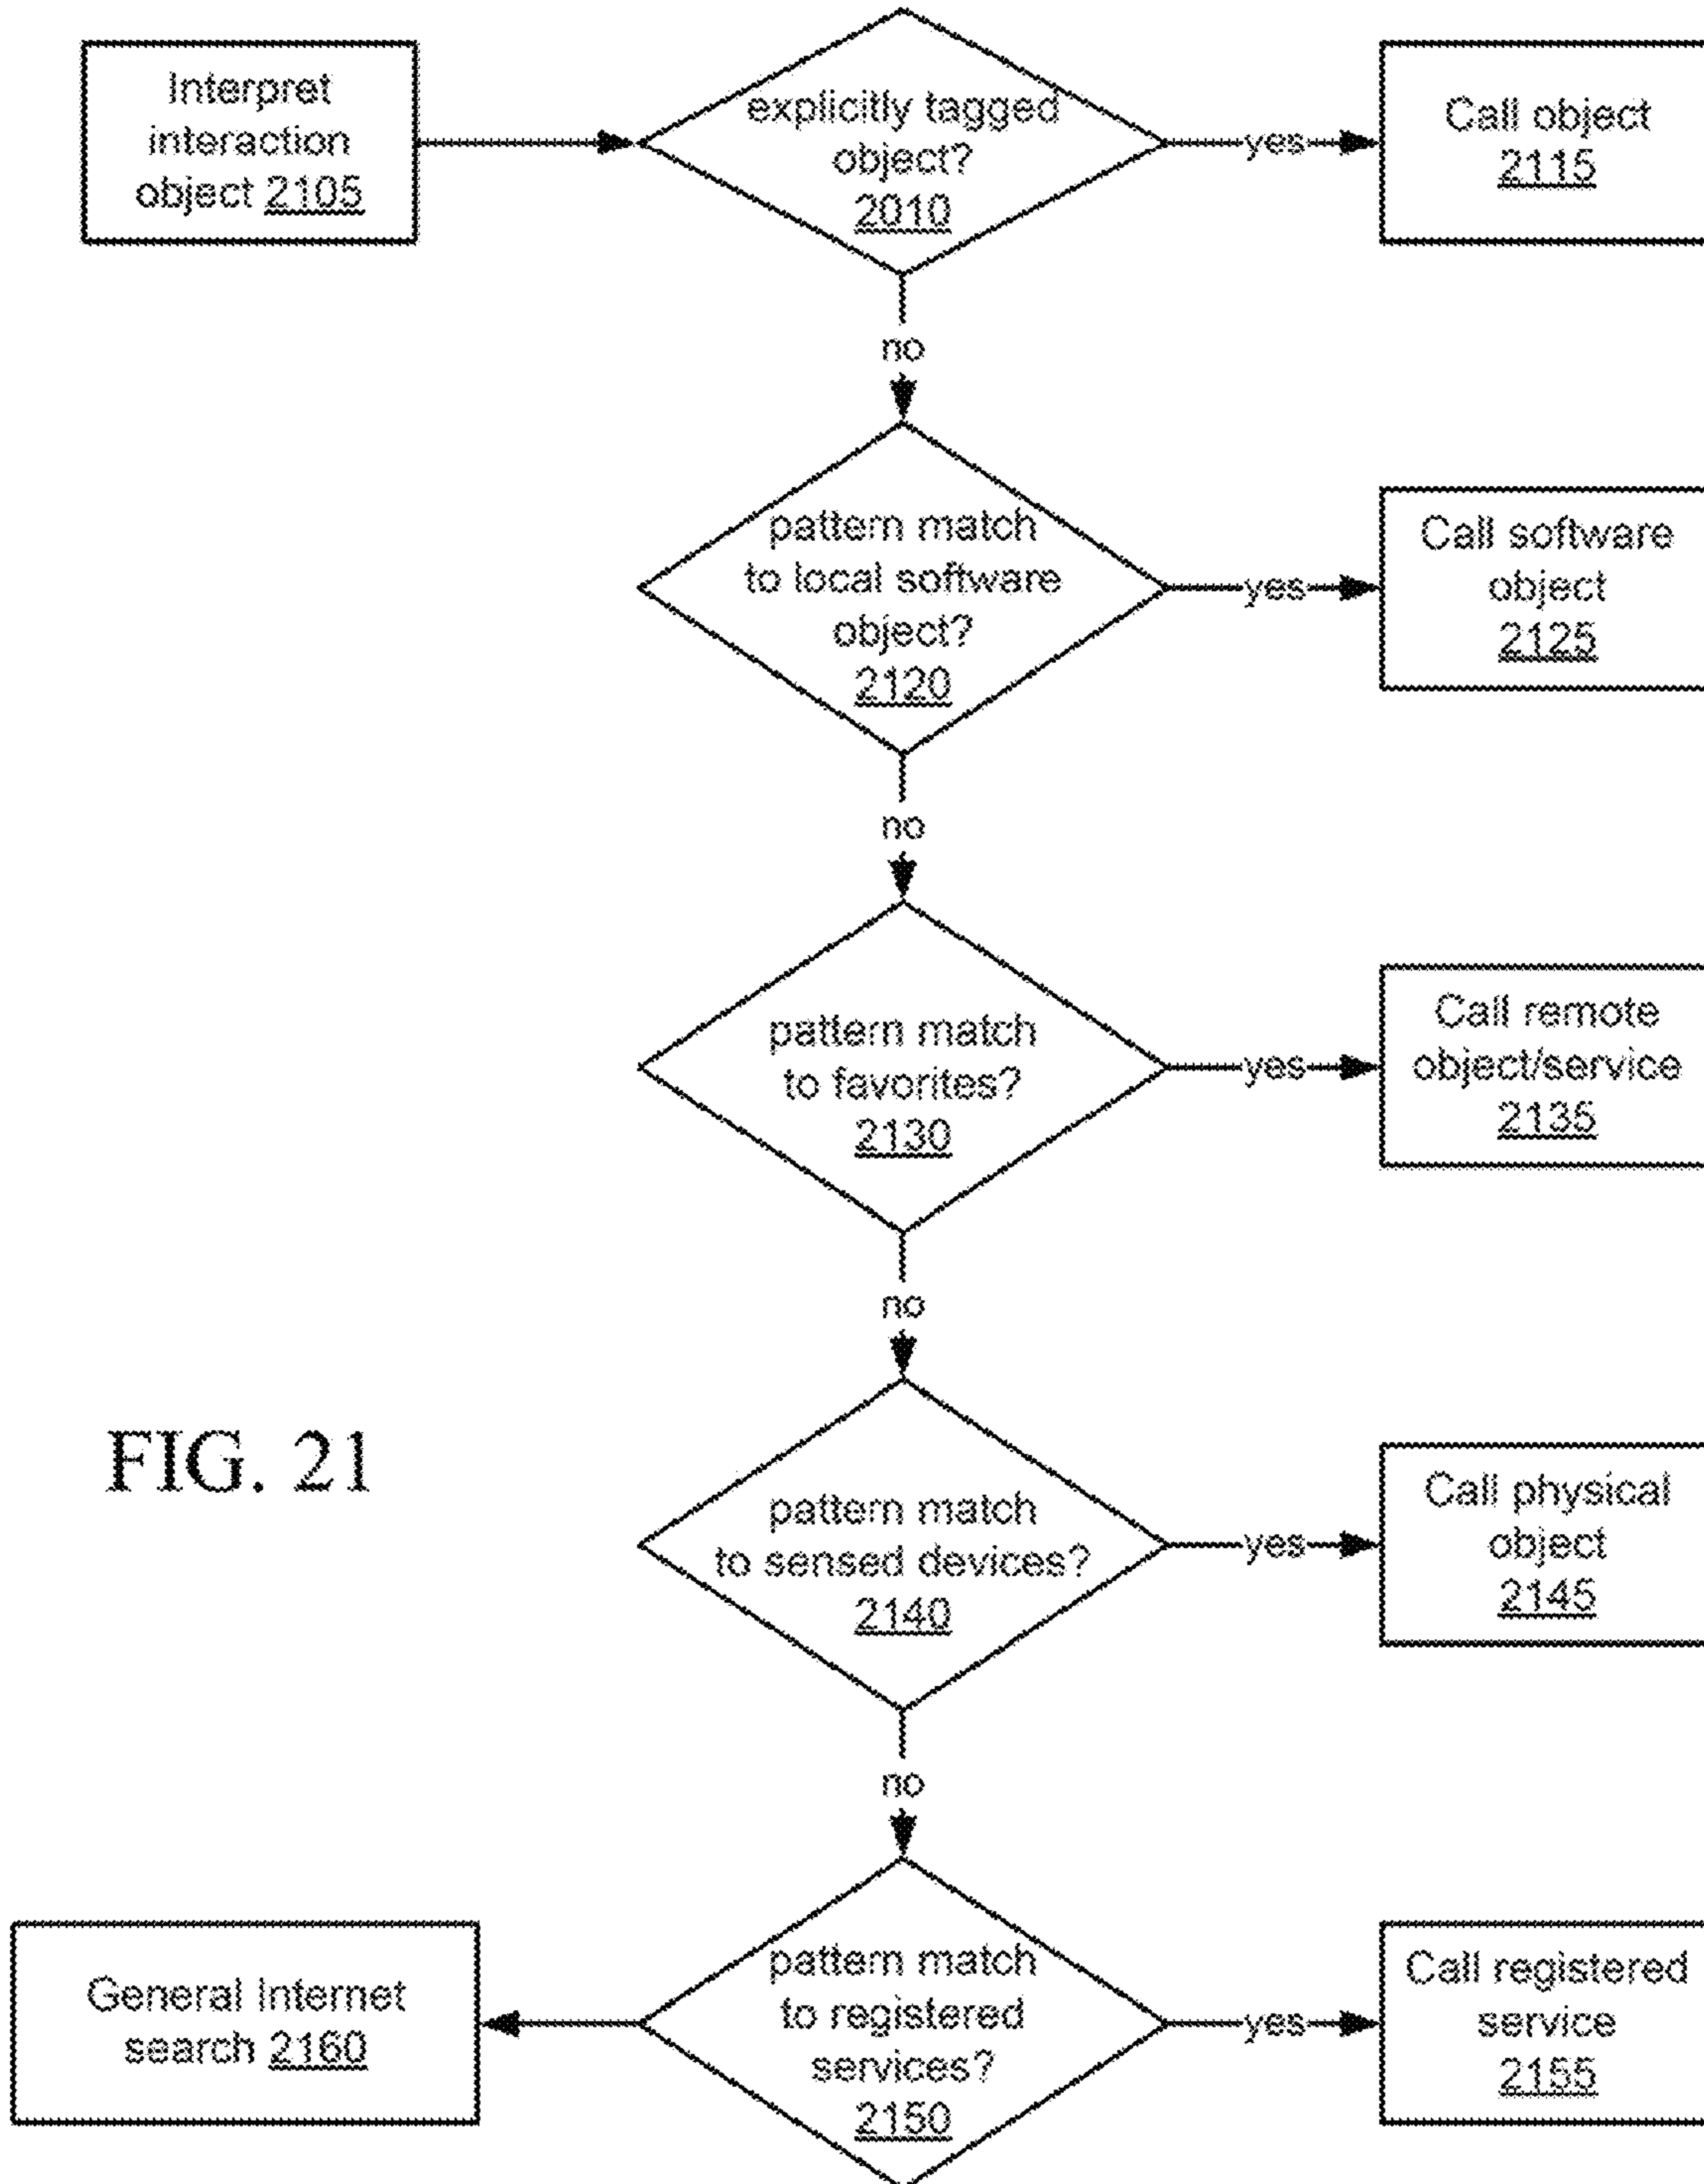 Interpret
interaction
object 2105
explicitly tagged
object?
2010
yes
Call object
2115
no
pattern match
to local software
object?
2120
yes
Call software
object
2125
no
pattern match
to favorites?
2130
yes
Call remote
object/service
2135
no
FIG. 21
pattern match
to sensed devices?
2140
yes
Call physical
object
2145
no
General Internet
search 2160
pattern match
to registered
services?
2150
yes
Call registered
service
2155